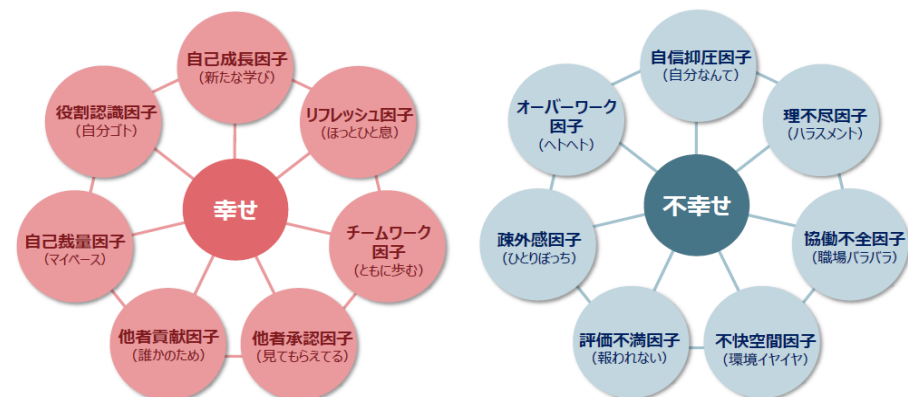 幸せ
自己成長因子
(新たな学び)
リフレッシュ因子
(ほっとひと息)
チームワーク
因子
(ともに歩む)
他者承認因子
(見てもらえてる)
他者貢献因子
(誰かのため)
自己裁量因子
(マイペース)
役割認識因子
(自分ゴト)
不幸せ
自信抑圧因子
(自分なんて)
理不尽因子
(ハラスメント)
協働不全因子
(職場バラバラ)
不快空間因子
(環境イヤイヤ)
評価不満因子
(報われない)
疎外感因子
(ひとりぼっち)
オーバーワーク
因子
(ヘトヘト)